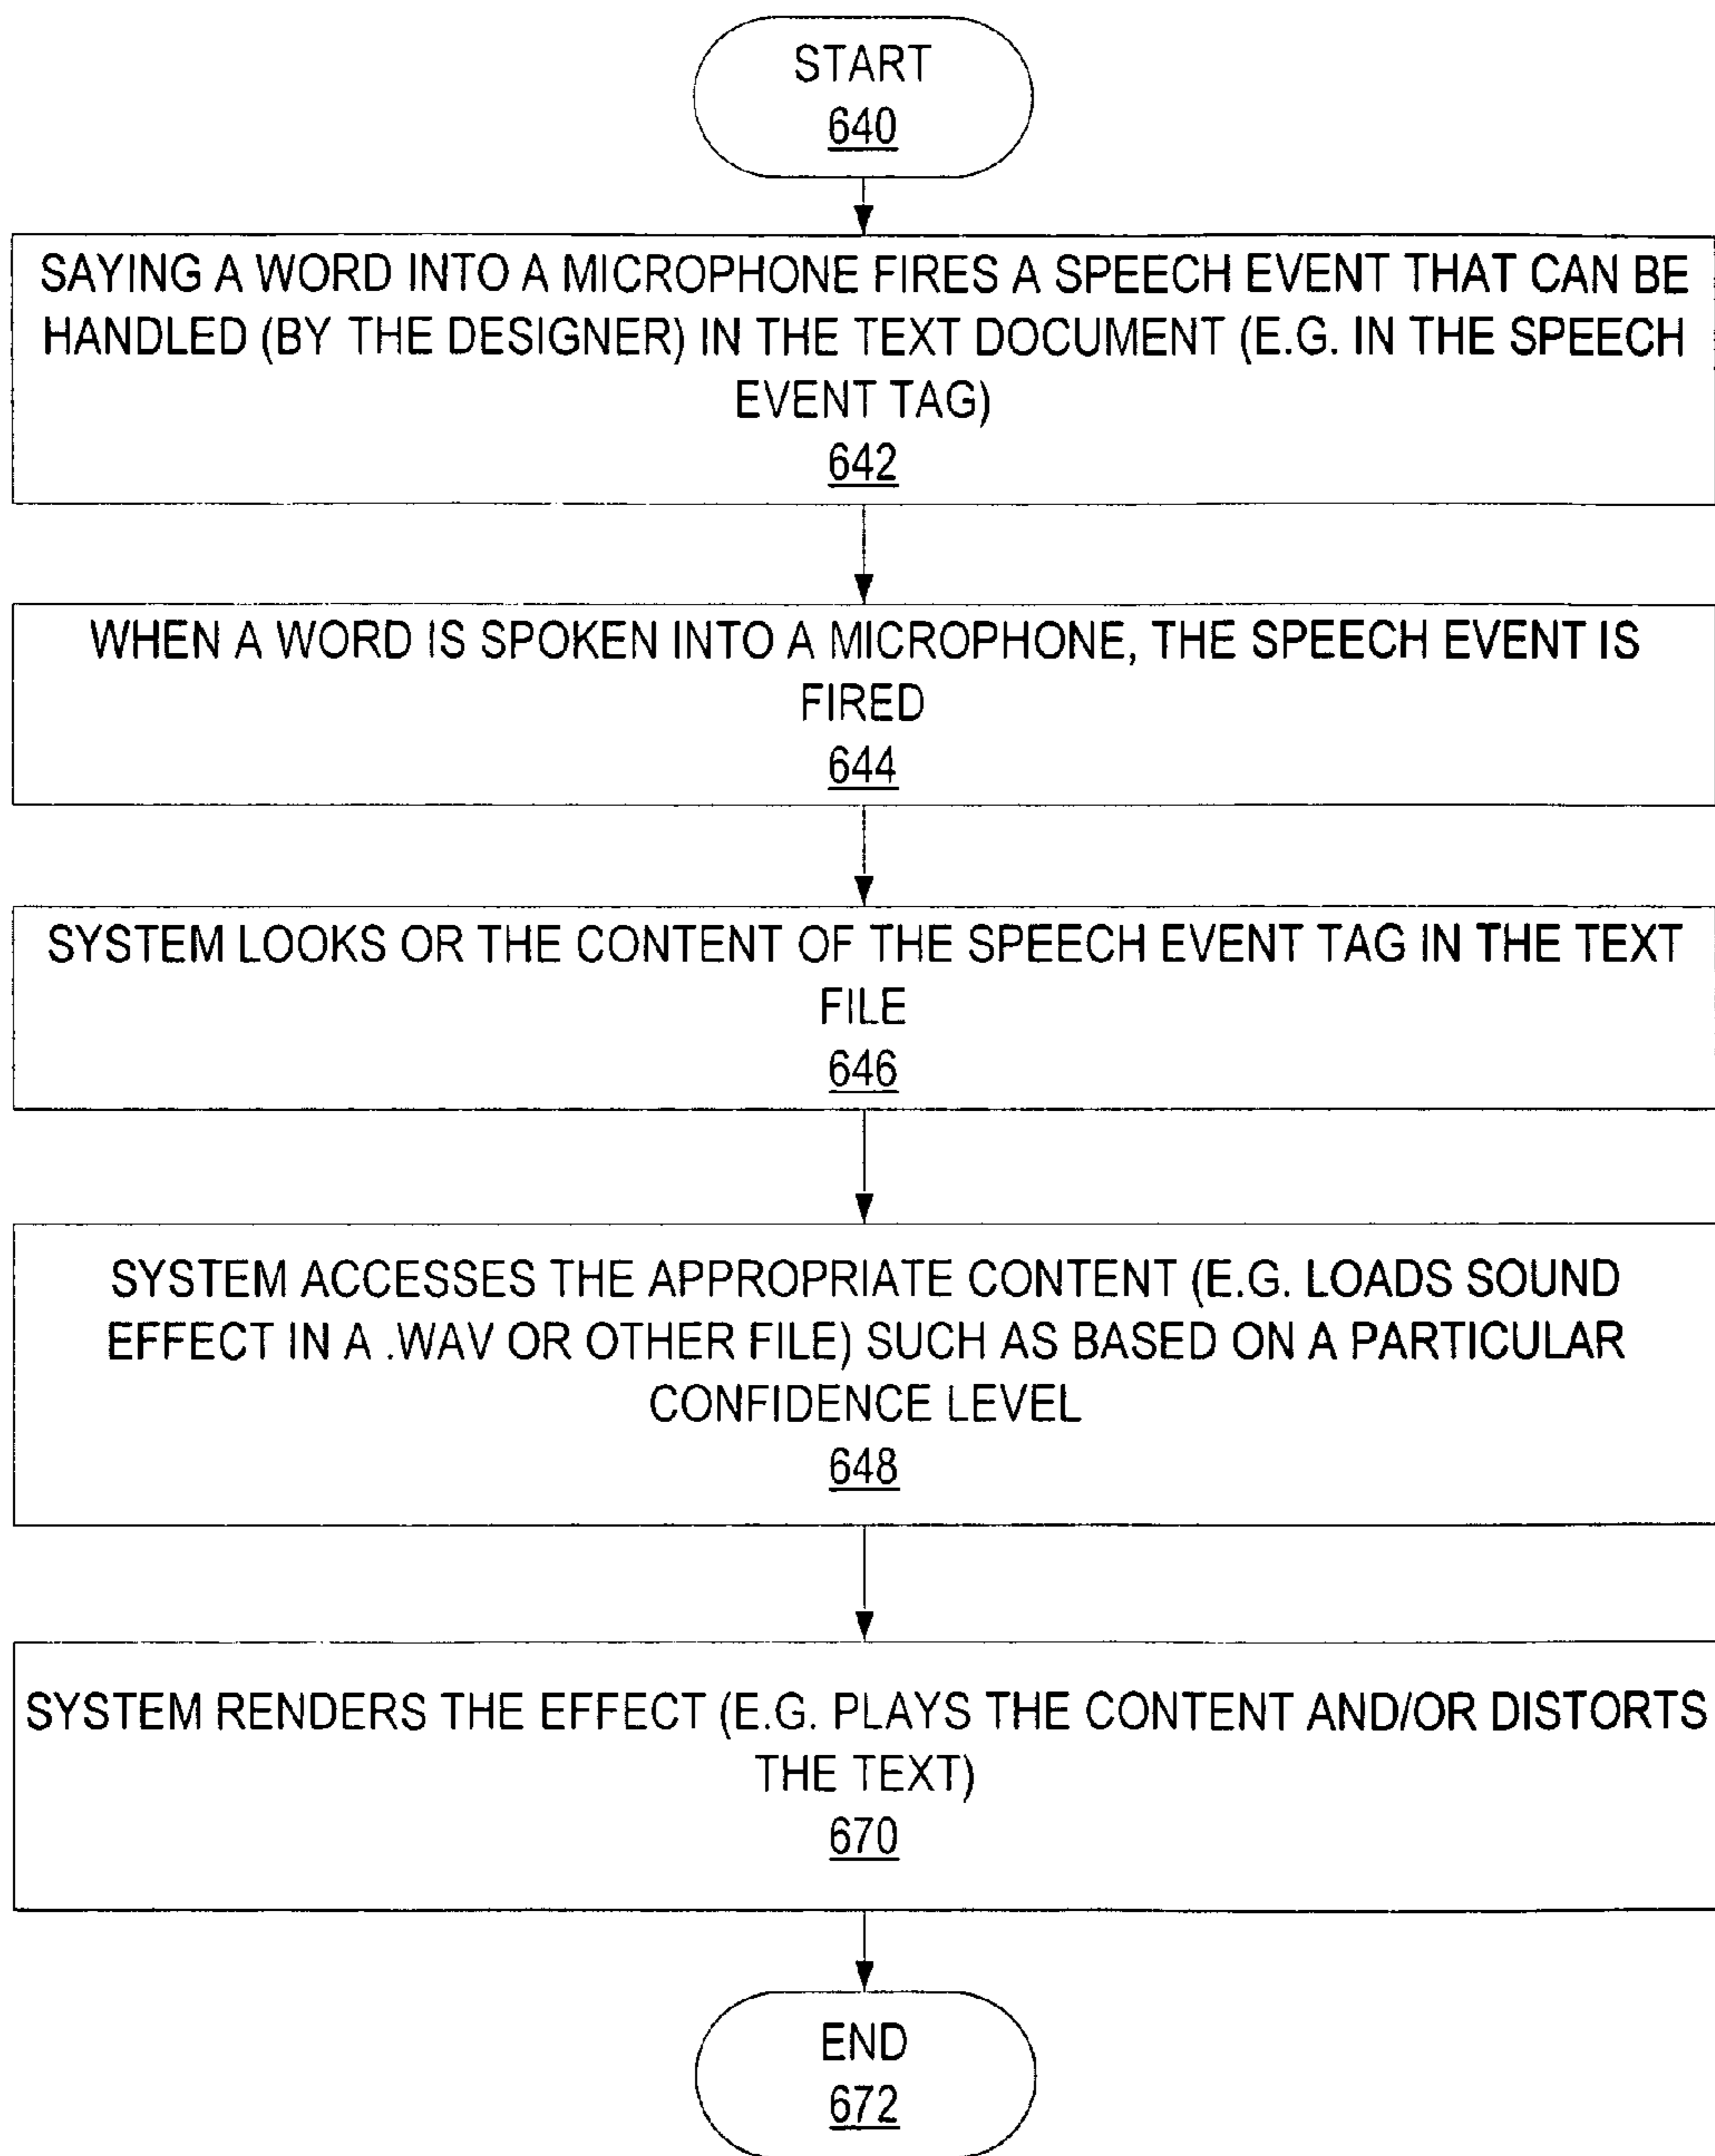 START
640
SAYING A WORD INTO A MICROPHONE FIRES A SPEECH EVENT THAT CAN BE
HANDLED (BY THE DESIGNER) IN THE TEXT DOCUMENT (E.G. IN THE SPEECH
EVENT TAG)
642
WHEN A WORD IS SPOKEN INTO A MICROPHONE, THE SPEECH EVENT IS
FIRED
644
SYSTEM LOOKS OR THE CONTENT OF THE SPEECH EVENT TAG IN THE TEXT
FILE
646
SYSTEM ACCESSES THE APPROPRIATE CONTENT (E.G. LOADS SOUND
EFFECT IN A .WAV OR OTHER FILE) SUCH AS BASED ON A PARTICULAR
CONFIDENCE LEVEL
648
SYSTEM RENDERS THE EFFECT (E.G. PLAYS THE CONTENT AND/OR DISTORTS
THE TEXT)
670
END
672